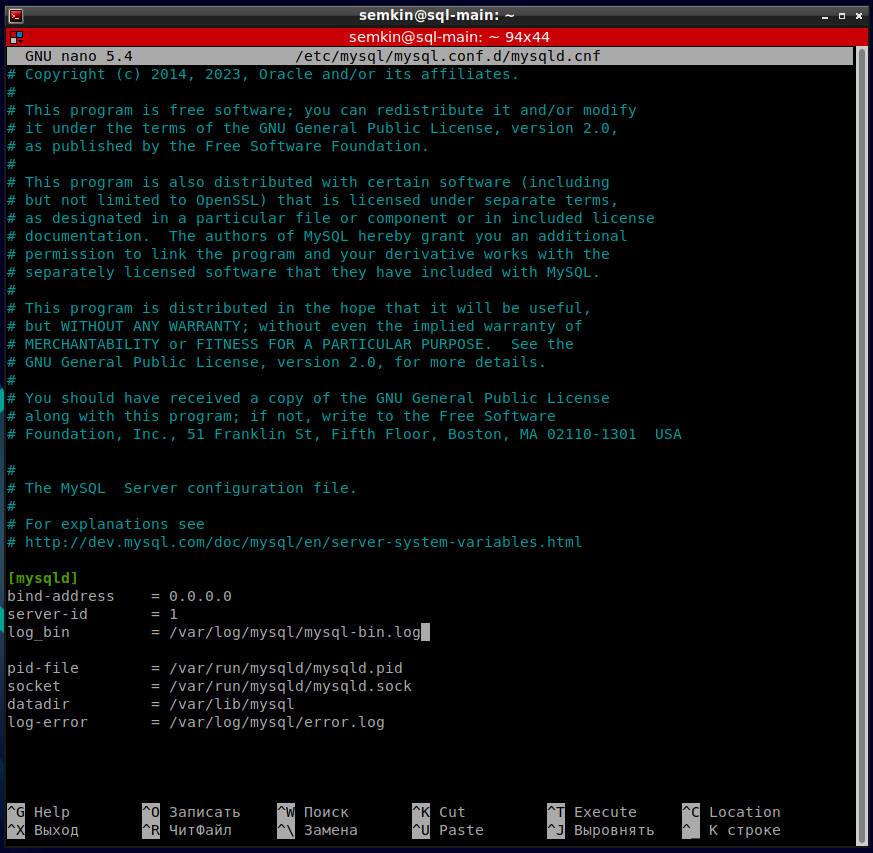 semkin@sql-main: ~
semkin@sql-main: ~ 94x44
GNU nano 5.4 /etc/mysql/mysql.conf.d/mysqld.cnf
# Copyright (c) 2014, 2023, Oracle and/or its affiliates.
#
# This program is free software; you can redistribute it and/or modify
# it under the terms of the GNU General Public License, version 2.0,
# as published by the Free Software Foundation.
#
# This program is also distributed with certain software (including
# but not limited to OpenSSL) that is licensed under separate terms,
# as designated in a particular file or component or in included license
# documentation.  The authors of MySQL hereby grant you an additional
# permission to link the program and your derivative works with the
# separately licensed software that they have included with MySQL.
#
# This program is distributed in the hope that it will be useful,
# but WITHOUT ANY WARRANTY; without even the implied warranty of
# MERCHANTABILITY or FITNESS FOR A PARTICULAR PURPOSE.  See the
# GNU General Public License, version 2.0, for more details.
#
# You should have received a copy of the GNU General Public License
# along with this program; if not, write to the Free Software
# Foundation, Inc., 51 Franklin St, Fifth Floor, Boston, MA 02110-1301  USA

#
# The MySQL  Server configuration file.
#
# For explanations see
# http://dev.mysql.com/doc/mysql/en/server-system-variables.html

[mysqld]
bind-address    = 0.0.0.0
server-id       = 1
log_bin         = /var/log/mysql/mysql-bin.log

pid-file        = /var/run/mysqld/mysqld.pid
socket          = /var/run/mysqld/mysqld.sock
datadir         = /var/lib/mysql
log-error       = /var/log/mysql/error.log

^G Help ^O Записать ^W Поиск ^K Cut ^T Execute ^C Location
^X Выход ^R ЧитФайл ^\ Замена ^U Paste ^J Выровнять ^_ К строке